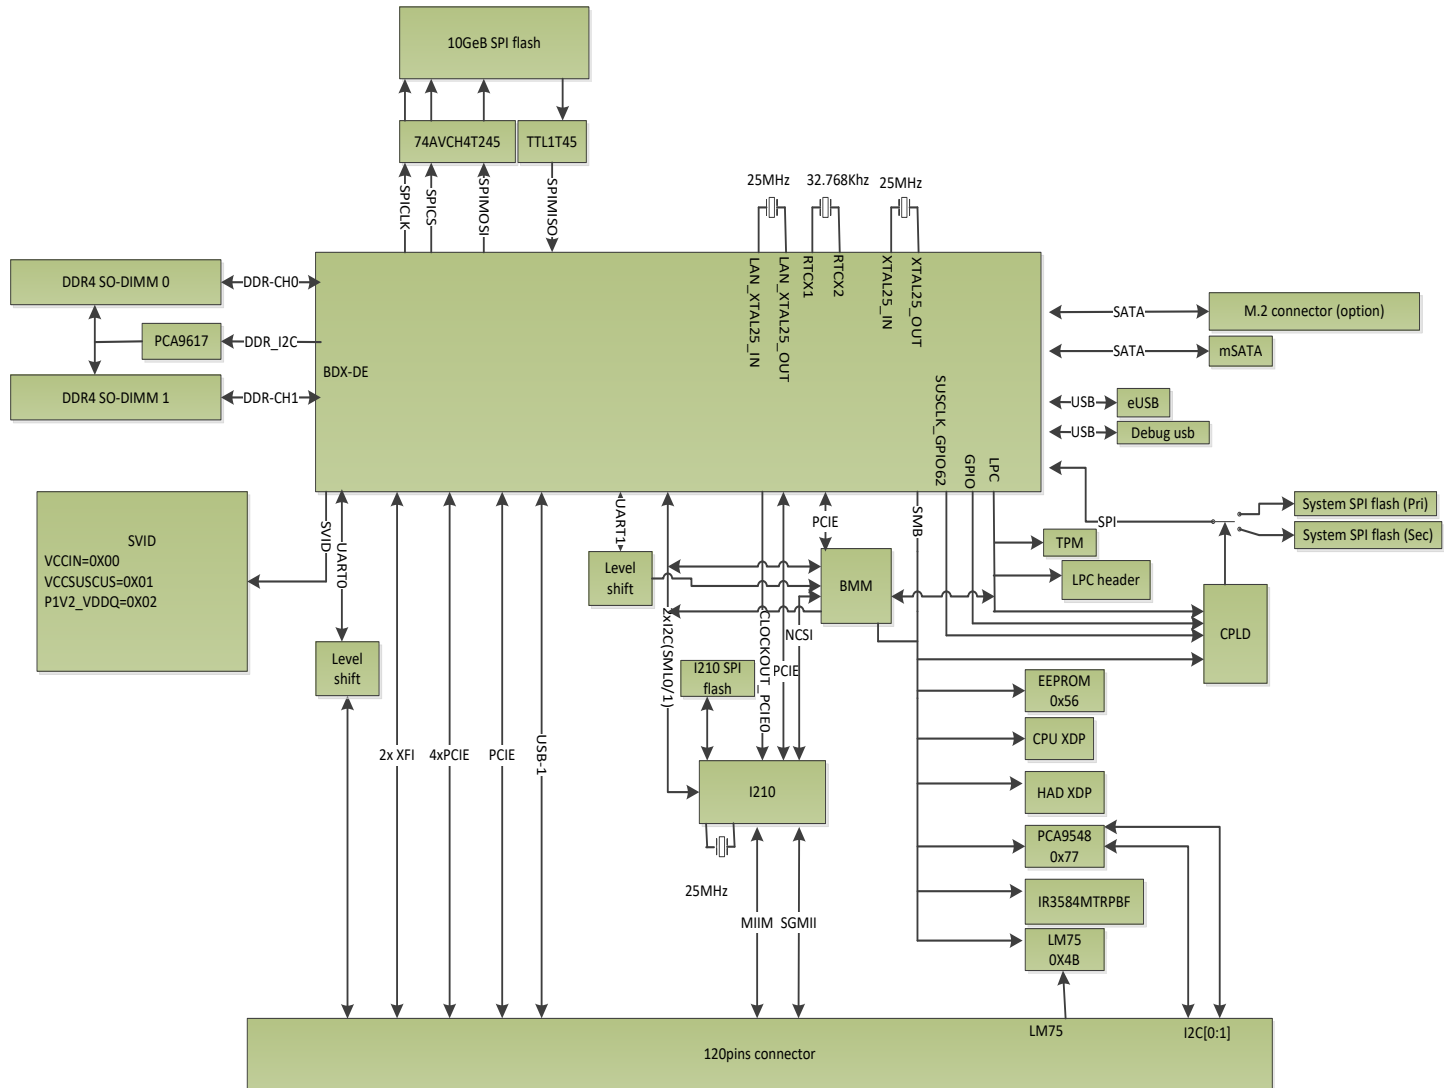 10GeB SPI flash
74AVCH4T245
TTL1T45
SPICLK
SPICS
SPIMOSI
SPIMISO
25MHz
32.768Khz
25MHz
LAN_XTAL25_IN
LAN_XTAL25_OUT
RTCX1
RTCX2
XTAL25_IN
XTAL25_OUT
DDR4 SO-DIMM 0
DDR-CH0
PCA9617
DDR_I2C
BDX-DE
DDR4 SO-DIMM 1
DDR-CH1
SATA
M.2 connector (option)
SATA
mSATA
USB
eUSB
USB
Debug usb
SUSCLK_GPIO62
GPIO
LPC
SPI
System SPI flash (Pri)
System SPI flash (Sec)
SVID
VCCIN=0X00
VCCSUSCUS=0X01
P1V2_VDDQ=0X02
SVID
UART0
Level
shift
UART1
Level
shift
PCIE
BMM
SMB
TPM
LPC header
CPLD
2xI2C(SML0/1)
CLOCKOUT_PCIE0
NCSI
PCIE
I210 SPI
flash
EEPROM
0x56
CPU XDP
HAD XDP
PCA9548
0x77
IR3584MTRPBF
LM75
0X4B
2x XFI
4xPCIE
PCIE
USB-1
I210
25MHz
MIIM
SGMII
LM75
I2C[0:1]
120pins connector